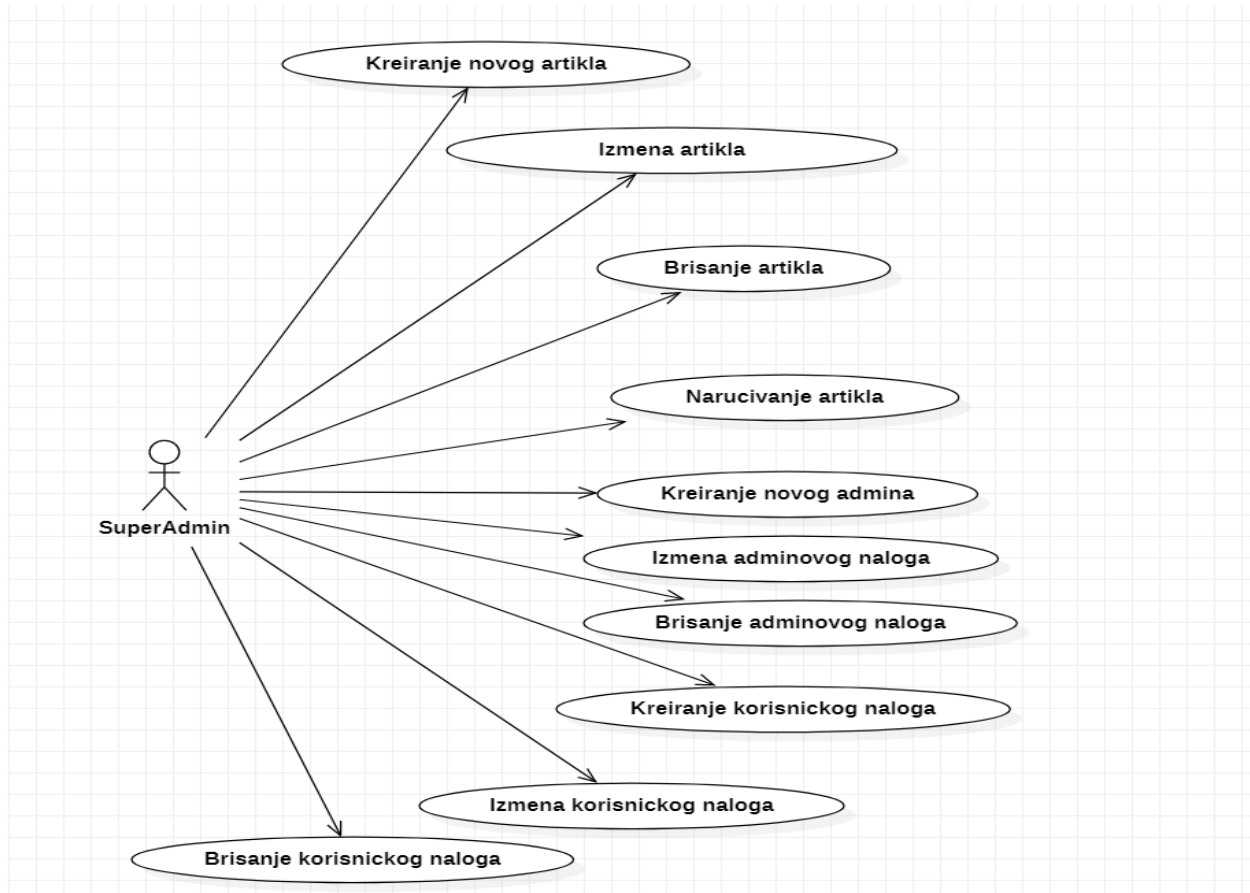 Kreiranje novog artikla
Izmena artikla
Brisanje artikla
Narucivanje artikla
Kreiranje novog admina
SuperAdmin
Izmena adminovog naloga
Brisanje adminovog naloga
Kreiranje korisnickog naloga
Izmena korisnickog naloga
Brisanje korisnickog naloga